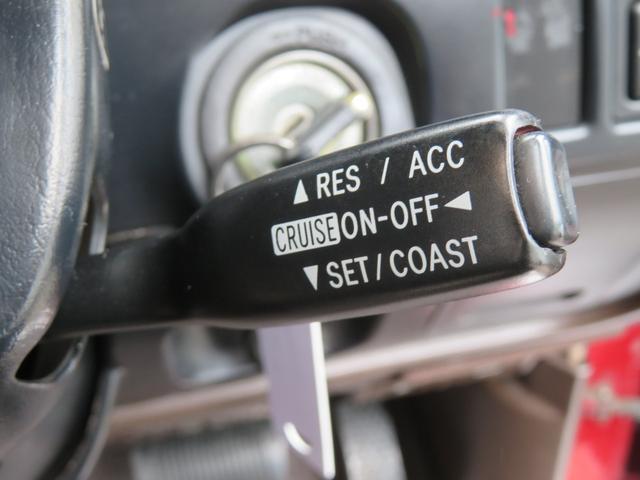 ▲ RES / ACC
CRUISE ON-OFF ◀
▼ SET/COAST